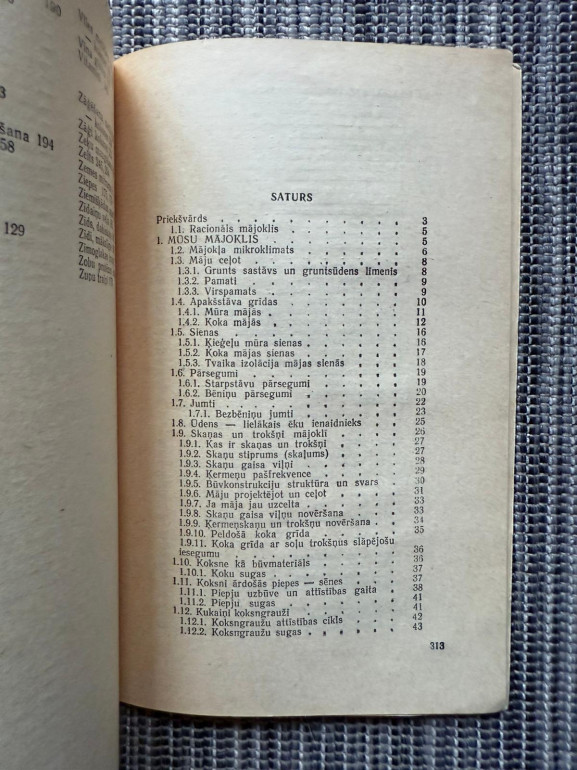 190
3
šana 194
58
129
SATURS
Priekšvārds . . . . . . . . . . 3
1.1. Racionāls mājoklis . . . . . . 5
1. MŪSU MĀJOKLIS . . . . . . . 5
1.2. Mājokļa mikroklimats . . . . . . 6
1.3. Māju ceļot . . . . . . . . 8
1.3.1. Grunts sastāvs un gruntsūdens līmenis 8
1.3.2. Pamati . . . . . . . . 9
1.3.3. Virspamats . . . . . . . 9
1.4. Apakšstāva grīdas . . . . . . 10
1.4.1. Mūra mājās . . . . . . 11
1.4.2. Koka mājās . . . . . . 12
1.5. Sienas . . . . . . . . 16
1.5.1. Ķieģeļu mūra sienas . . . . 16
1.5.2. Koka mājas sienas . . . . . 17
1.5.3. Tvaika izolācija mājas sienās . . 18
1.6. Pārsegumi . . . . . . . 19
1.6.1. Starpstāvu pārsegumi . . . . 19
1.6.2. Bēniņu pārsegumi . . . . . 20
1.7. Jumti . . . . . . . . 22
1.7.1. Bezbēniņu jumti . . . . . 23
1.8. Ūdens — lielākais ēku ienaidnieks . 25
1.9. Skaņas un trokšņi mājoklī . . . 26
1.9.1. Kas ir skaņas un trokšņi . . . 27
1.9.2. Skaņu stiprums (skaļums) . . . 27
1.9.3. Skaņu gaisa viļņi . . . . . 28
1.9.4. Ķermeņu pašfrekvence . . . . 29
1.9.5. Būvkonstrukciju struktūra un svars . 30
1.9.6. Māju projektējot un ceļot . . . 31
1.9.7. Ja māja jau uzcelta . . . . 33
1.9.8. Skaņu gaisa viļņu novēršana . . 33
1.9.9. Ķermeņskaņu un trokšņu novēršana . 34
1.9.10. Peldošā koka grīda . . . . 35
1.9.11. Koka grīda ar soļu trokšņus slāpējošu
iesegumu . . . . . . . . 36
1.10. Koksne kā būvmateriāls . . . . 36
1.10.1. Koku sugas . . . . . . 37
1.11. Koksni ārdošās piepes — sēnes . . 37
1.11.1. Piepju uzbūve un attīstības gaita . 38
1.11.2. Piepju sugas . . . . . . 41
1.12. Kukaiņi koksngrauži . . . . . 41
1.12.1. Koksngraužu attīstības cikls . . 42
1.12.2. Koksngraužu sugas . . . . . 43
313